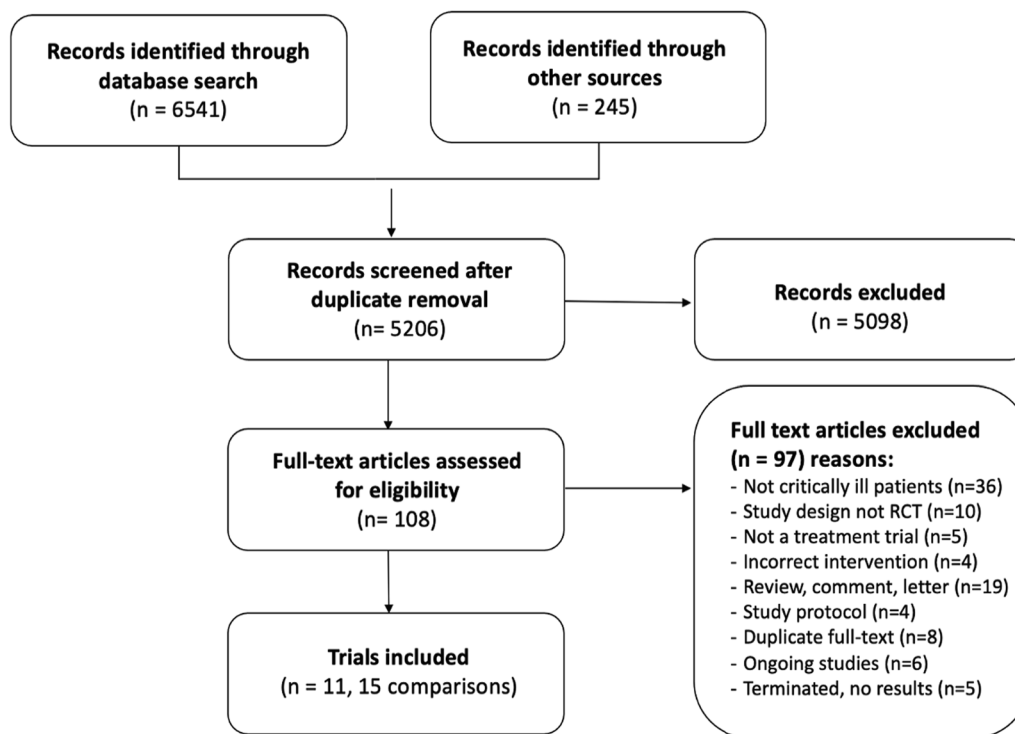 Records identified through
database search
(n = 6541)
Records identified through
other sources
(n = 245)
Records screened after
duplicate removal
(n= 5206)
Records excluded
(n = 5098)
Full-text articles assessed
for eligibility
(n= 108)
Full text articles excluded
(n = 97) reasons:
- Not critically ill patients (n=36)
- Study design not RCT (n=10)
- Not a treatment trial (n=5)
- Incorrect intervention (n=4)
- Review, comment, letter (n=19)
- Study protocol (n=4)
- Duplicate full-text (n=8)
- Ongoing studies (n=6)
- Terminated, no results (n=5)
Trials included
(n = 11, 15 comparisons)